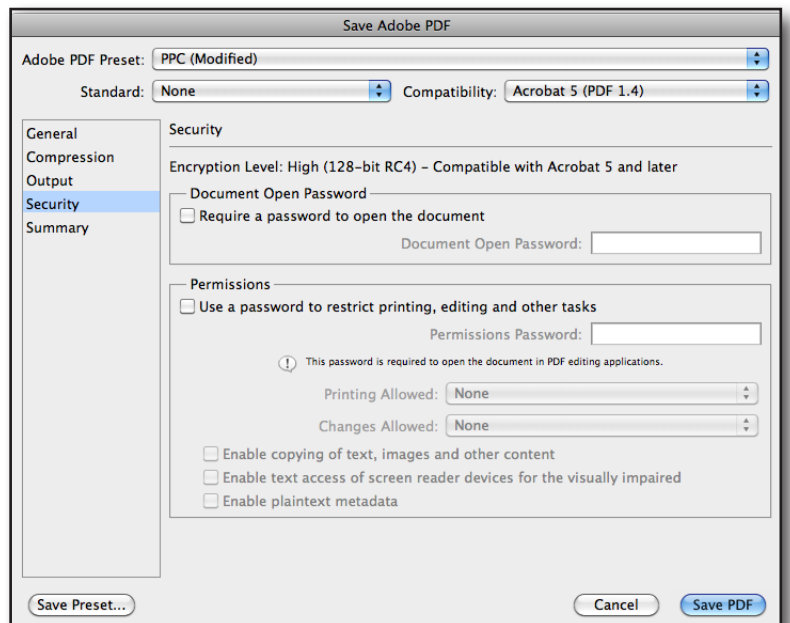 Save Adobe PDF
Adobe PDF Preset: PPC (Modified)
Standard: None Compatibility: Acrobat 5 (PDF 1.4)
General
Compression
Output
Security
Summary
Security
Encryption Level: High (128-bit RC4) – Compatible with Acrobat 5 and later
Document Open Password
Require a password to open the document
Document Open Password:
Permissions
Use a password to restrict printing, editing and other tasks
Permissions Password:
This password is required to open the document in PDF editing applications.
Printing Allowed: None
Changes Allowed: None
Enable copying of text, images and other content
Enable text access of screen reader devices for the visually impaired
Enable plaintext metadata
Save Preset... Cancel Save PDF